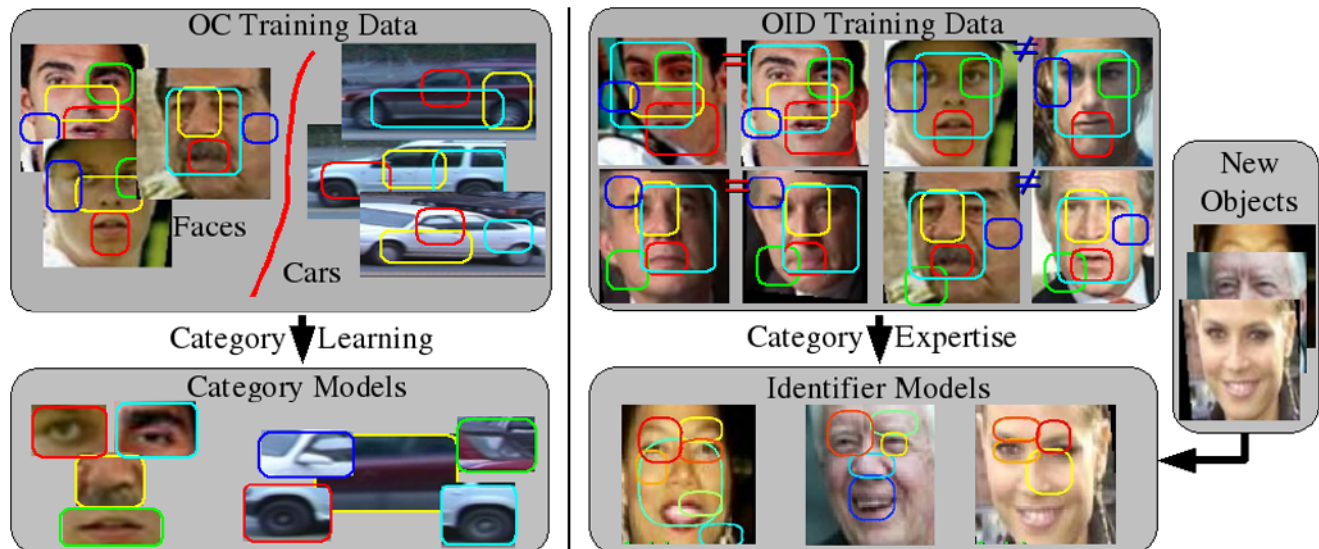 OC Training Data
Faces
Cars
Category Learning
Category Models
OID Training Data
=
≠
=
≠
Category Expertise
Identifier Models
New
Objects